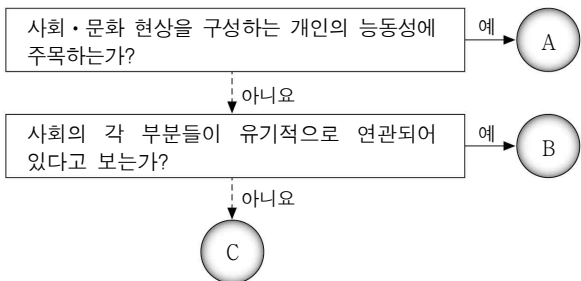 사회·문화 현상을 구성하는 개인의 능동성에
주목하는가?
예
A
아니요
사회의 각 부분들이 유기적으로 연관되어
있다고 보는가?
예
B
아니요
C